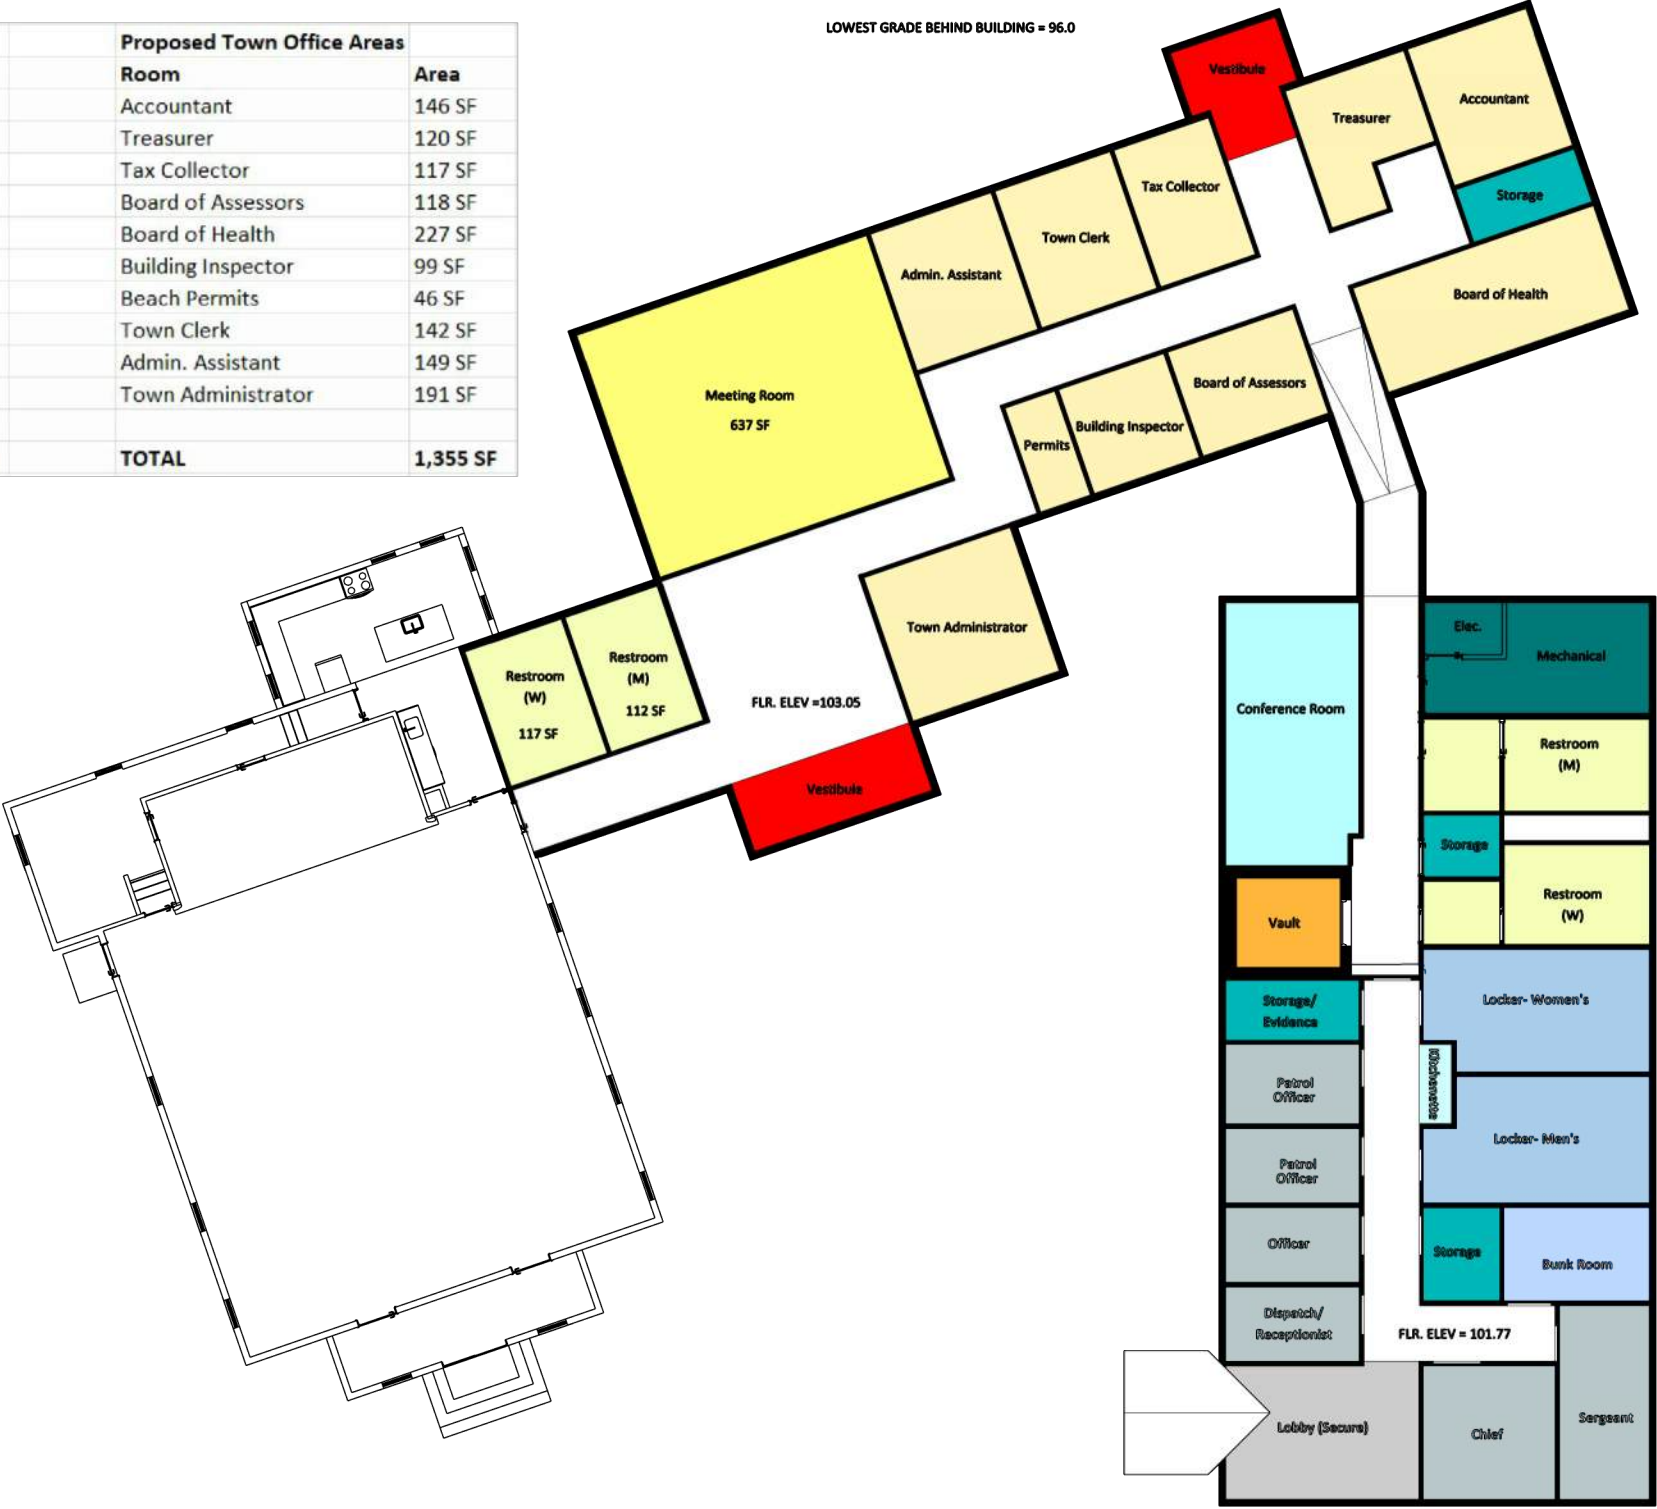 Proposed Town Office Areas
Room Area
Accountant 146 SF
Treasurer 120 SF
Tax Collector 117 SF
Board of Assessors 118 SF
Board of Health 227 SF
Building Inspector 99 SF
Beach Permits 46 SF
Town Clerk 142 SF
Admin. Assistant 149 SF
Town Administrator 191 SF
TOTAL 1,355 SF
LOWEST GRADE BEHIND BUILDING = 96.0
Vestibule
Treasurer
Accountant
Storage
Tax Collector
Town Clerk
Admin. Assistant
Board of Health
Meeting Room
637 SF
Board of Assessors
Building Inspector
Permits
Town Administrator
Restroom
(W)
117 SF
Restroom
(M)
112 SF
FLR. ELEV =103.05
Vestibule
Elec.
Mechanical
Conference Room
Restroom
(M)
Storage
Restroom
(W)
Vault
Storage/
Evidence
Locker- Women's
Patrol
Officer
Kitchenette
Patrol
Officer
Locker- Men's
Officer
Storage
Bunk Room
Dispatch/
Receptionist
FLR. ELEV = 101.77
Lobby (Secure)
Chief
Sergeant